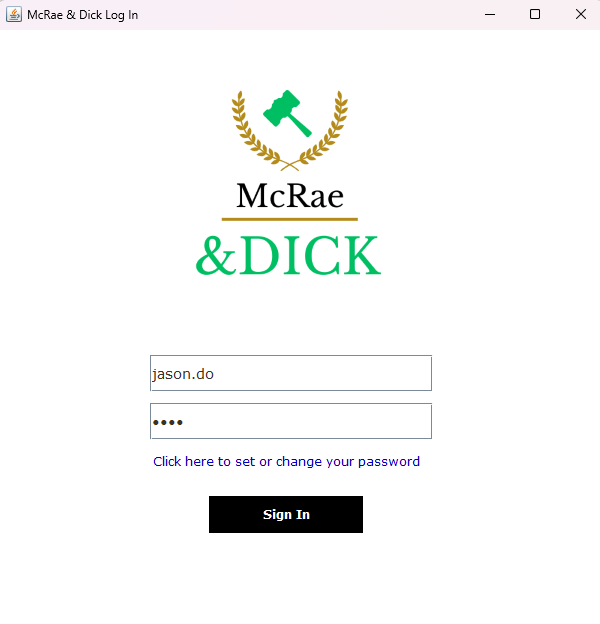 McRae & Dick Log In
McRae
&DICK
jason.do
••••
Click here to set or change your password
Sign In